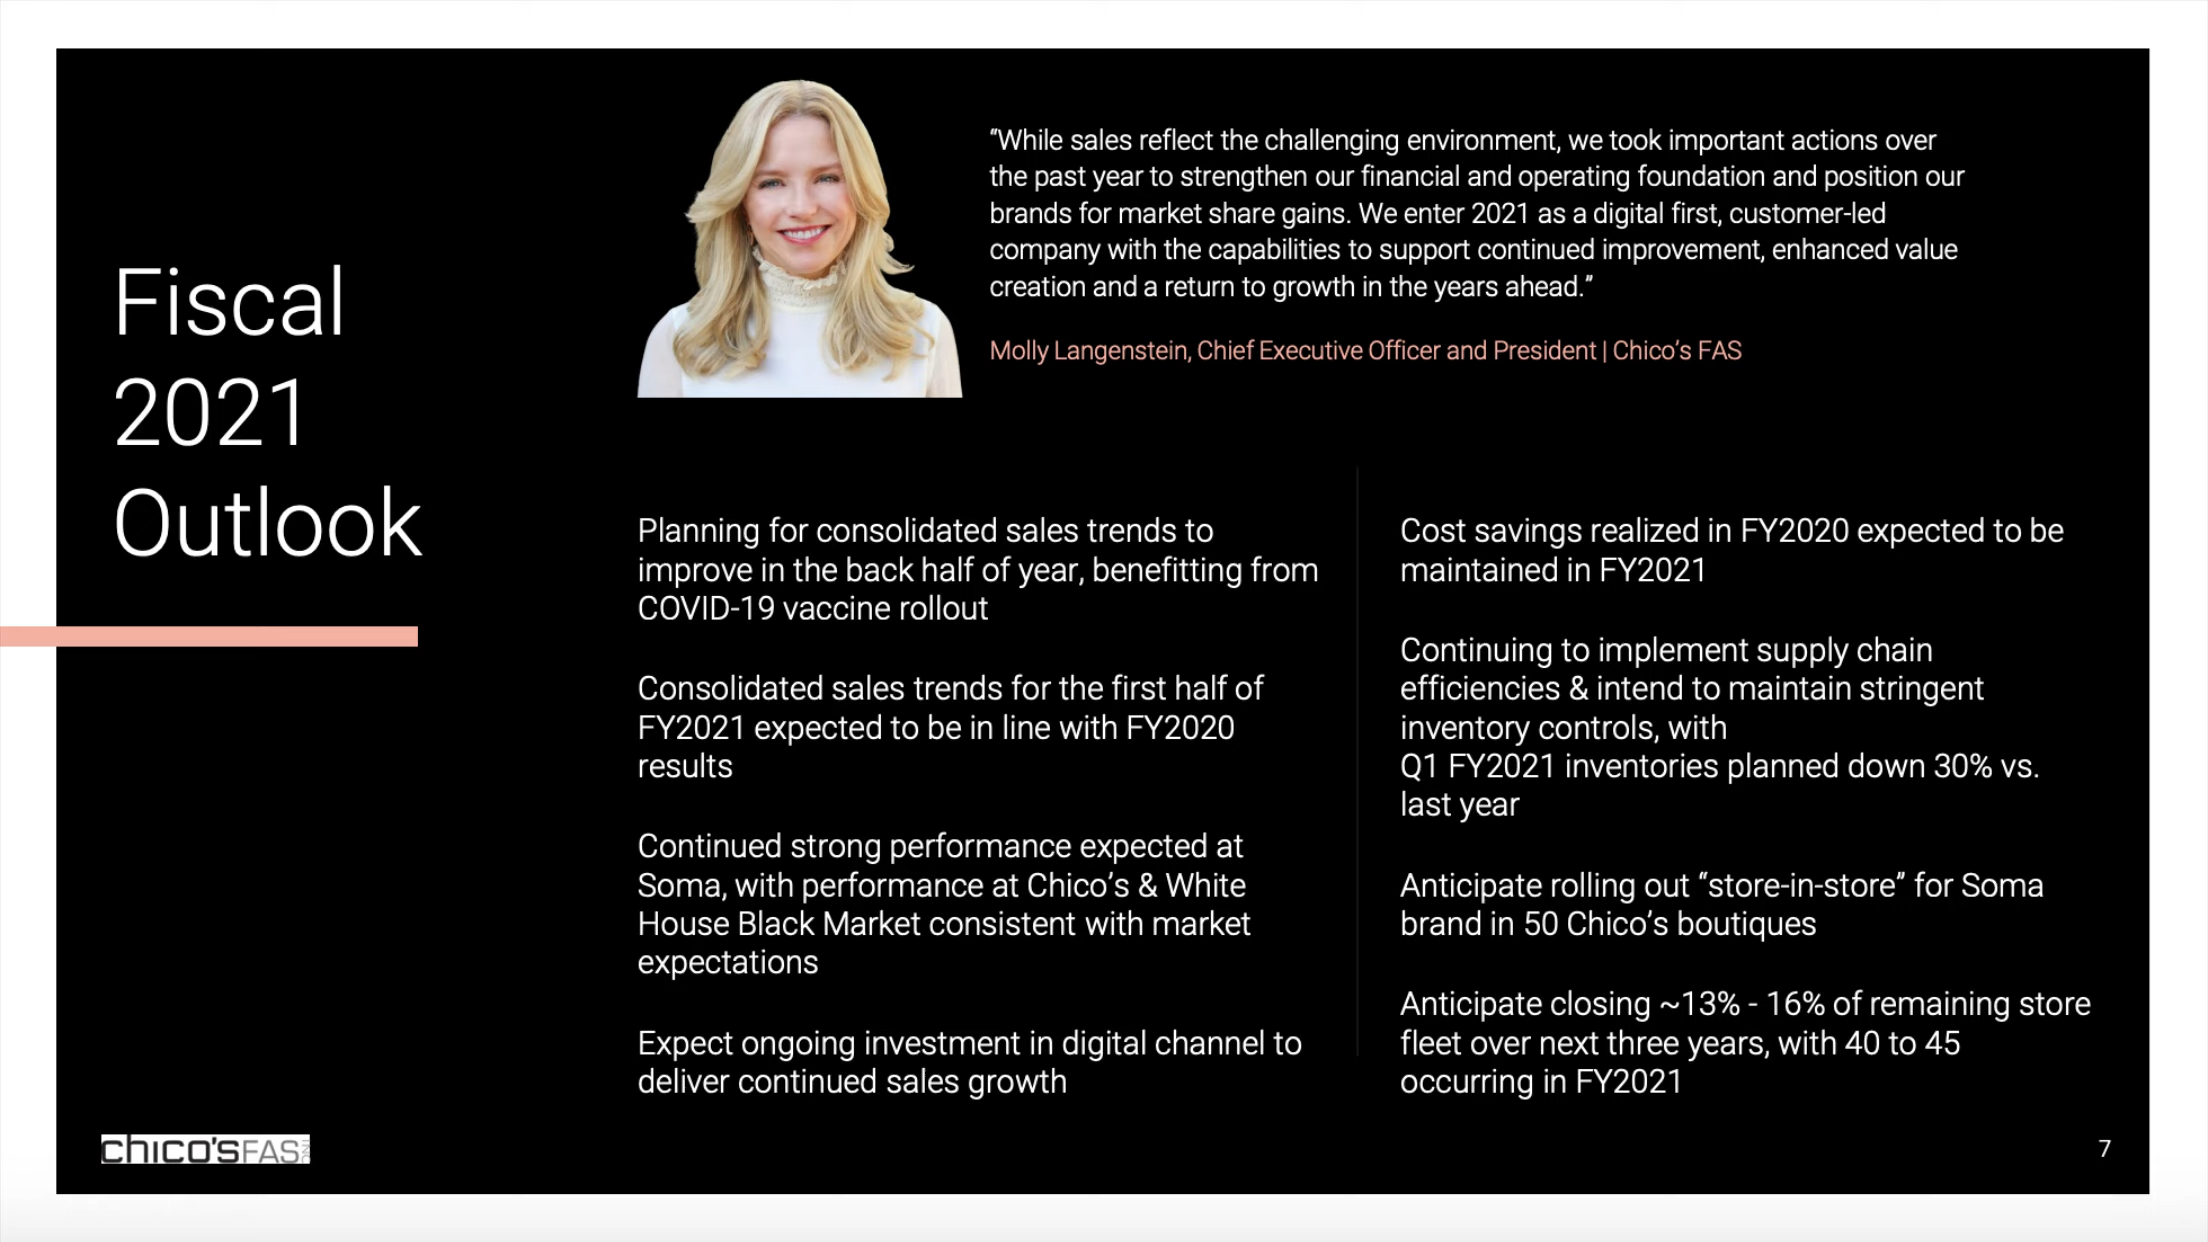 Fiscal
2021
Outlook
“While sales reflect the challenging environment, we took important actions over
the past year to strengthen our financial and operating foundation and position our
brands for market share gains. We enter 2021 as a digital first, customer-led
company with the capabilities to support continued improvement, enhanced value
creation and a return to growth in the years ahead.”
Molly Langenstein, Chief Executive Officer and President | Chico’s FAS
Planning for consolidated sales trends to
improve in the back half of year, benefitting from
COVID-19 vaccine rollout
Consolidated sales trends for the first half of
FY2021 expected to be in line with FY2020
results
Continued strong performance expected at
Soma, with performance at Chico’s & White
House Black Market consistent with market
expectations
Expect ongoing investment in digital channel to
deliver continued sales growth
Cost savings realized in FY2020 expected to be
maintained in FY2021
Continuing to implement supply chain
efficiencies & intend to maintain stringent
inventory controls, with
Q1 FY2021 inventories planned down 30% vs.
last year
Anticipate rolling out “store-in-store” for Soma
brand in 50 Chico’s boutiques
Anticipate closing ~13% - 16% of remaining store
fleet over next three years, with 40 to 45
occurring in FY2021
chico’s FAS INC
7